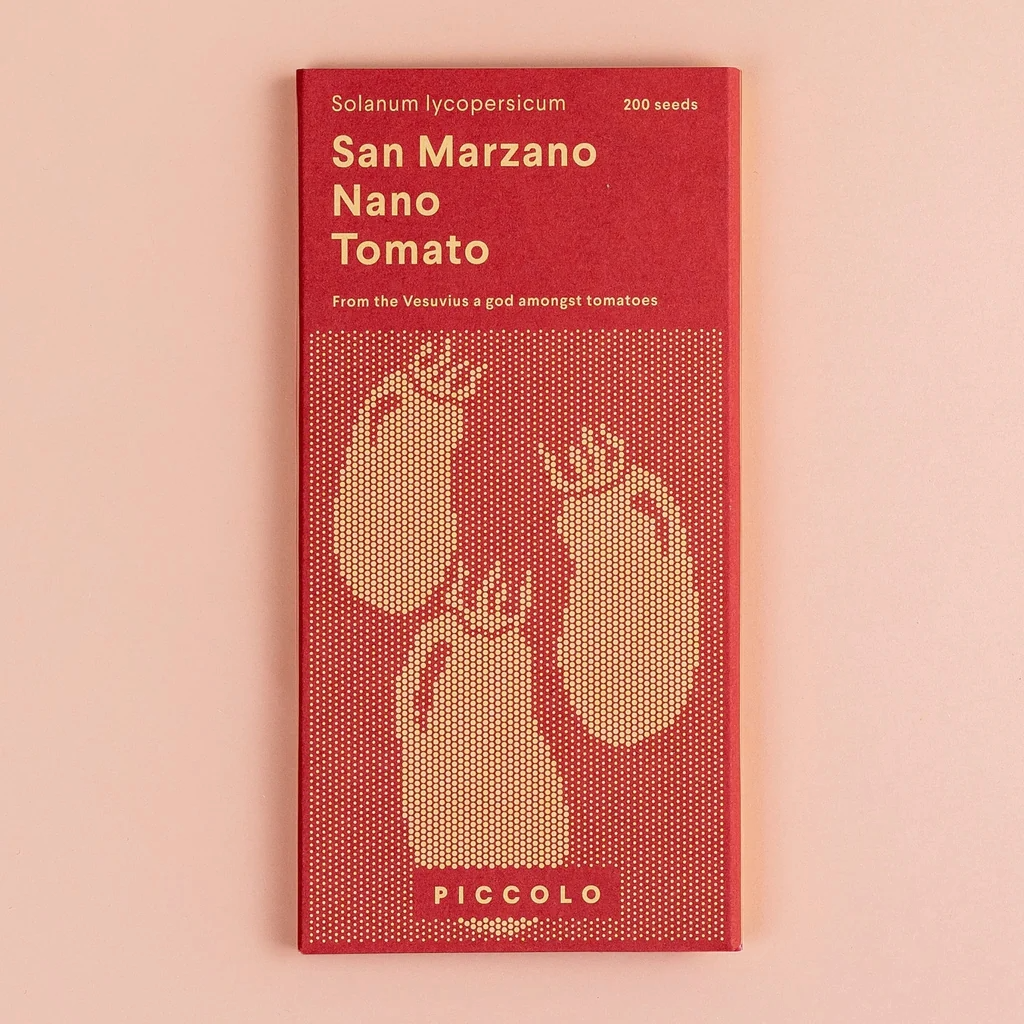 Solanum lycopersicum 200 seeds
San Marzano
Nano
Tomato
From the Vesuvius a god amongst tomatoes
PICCOLO